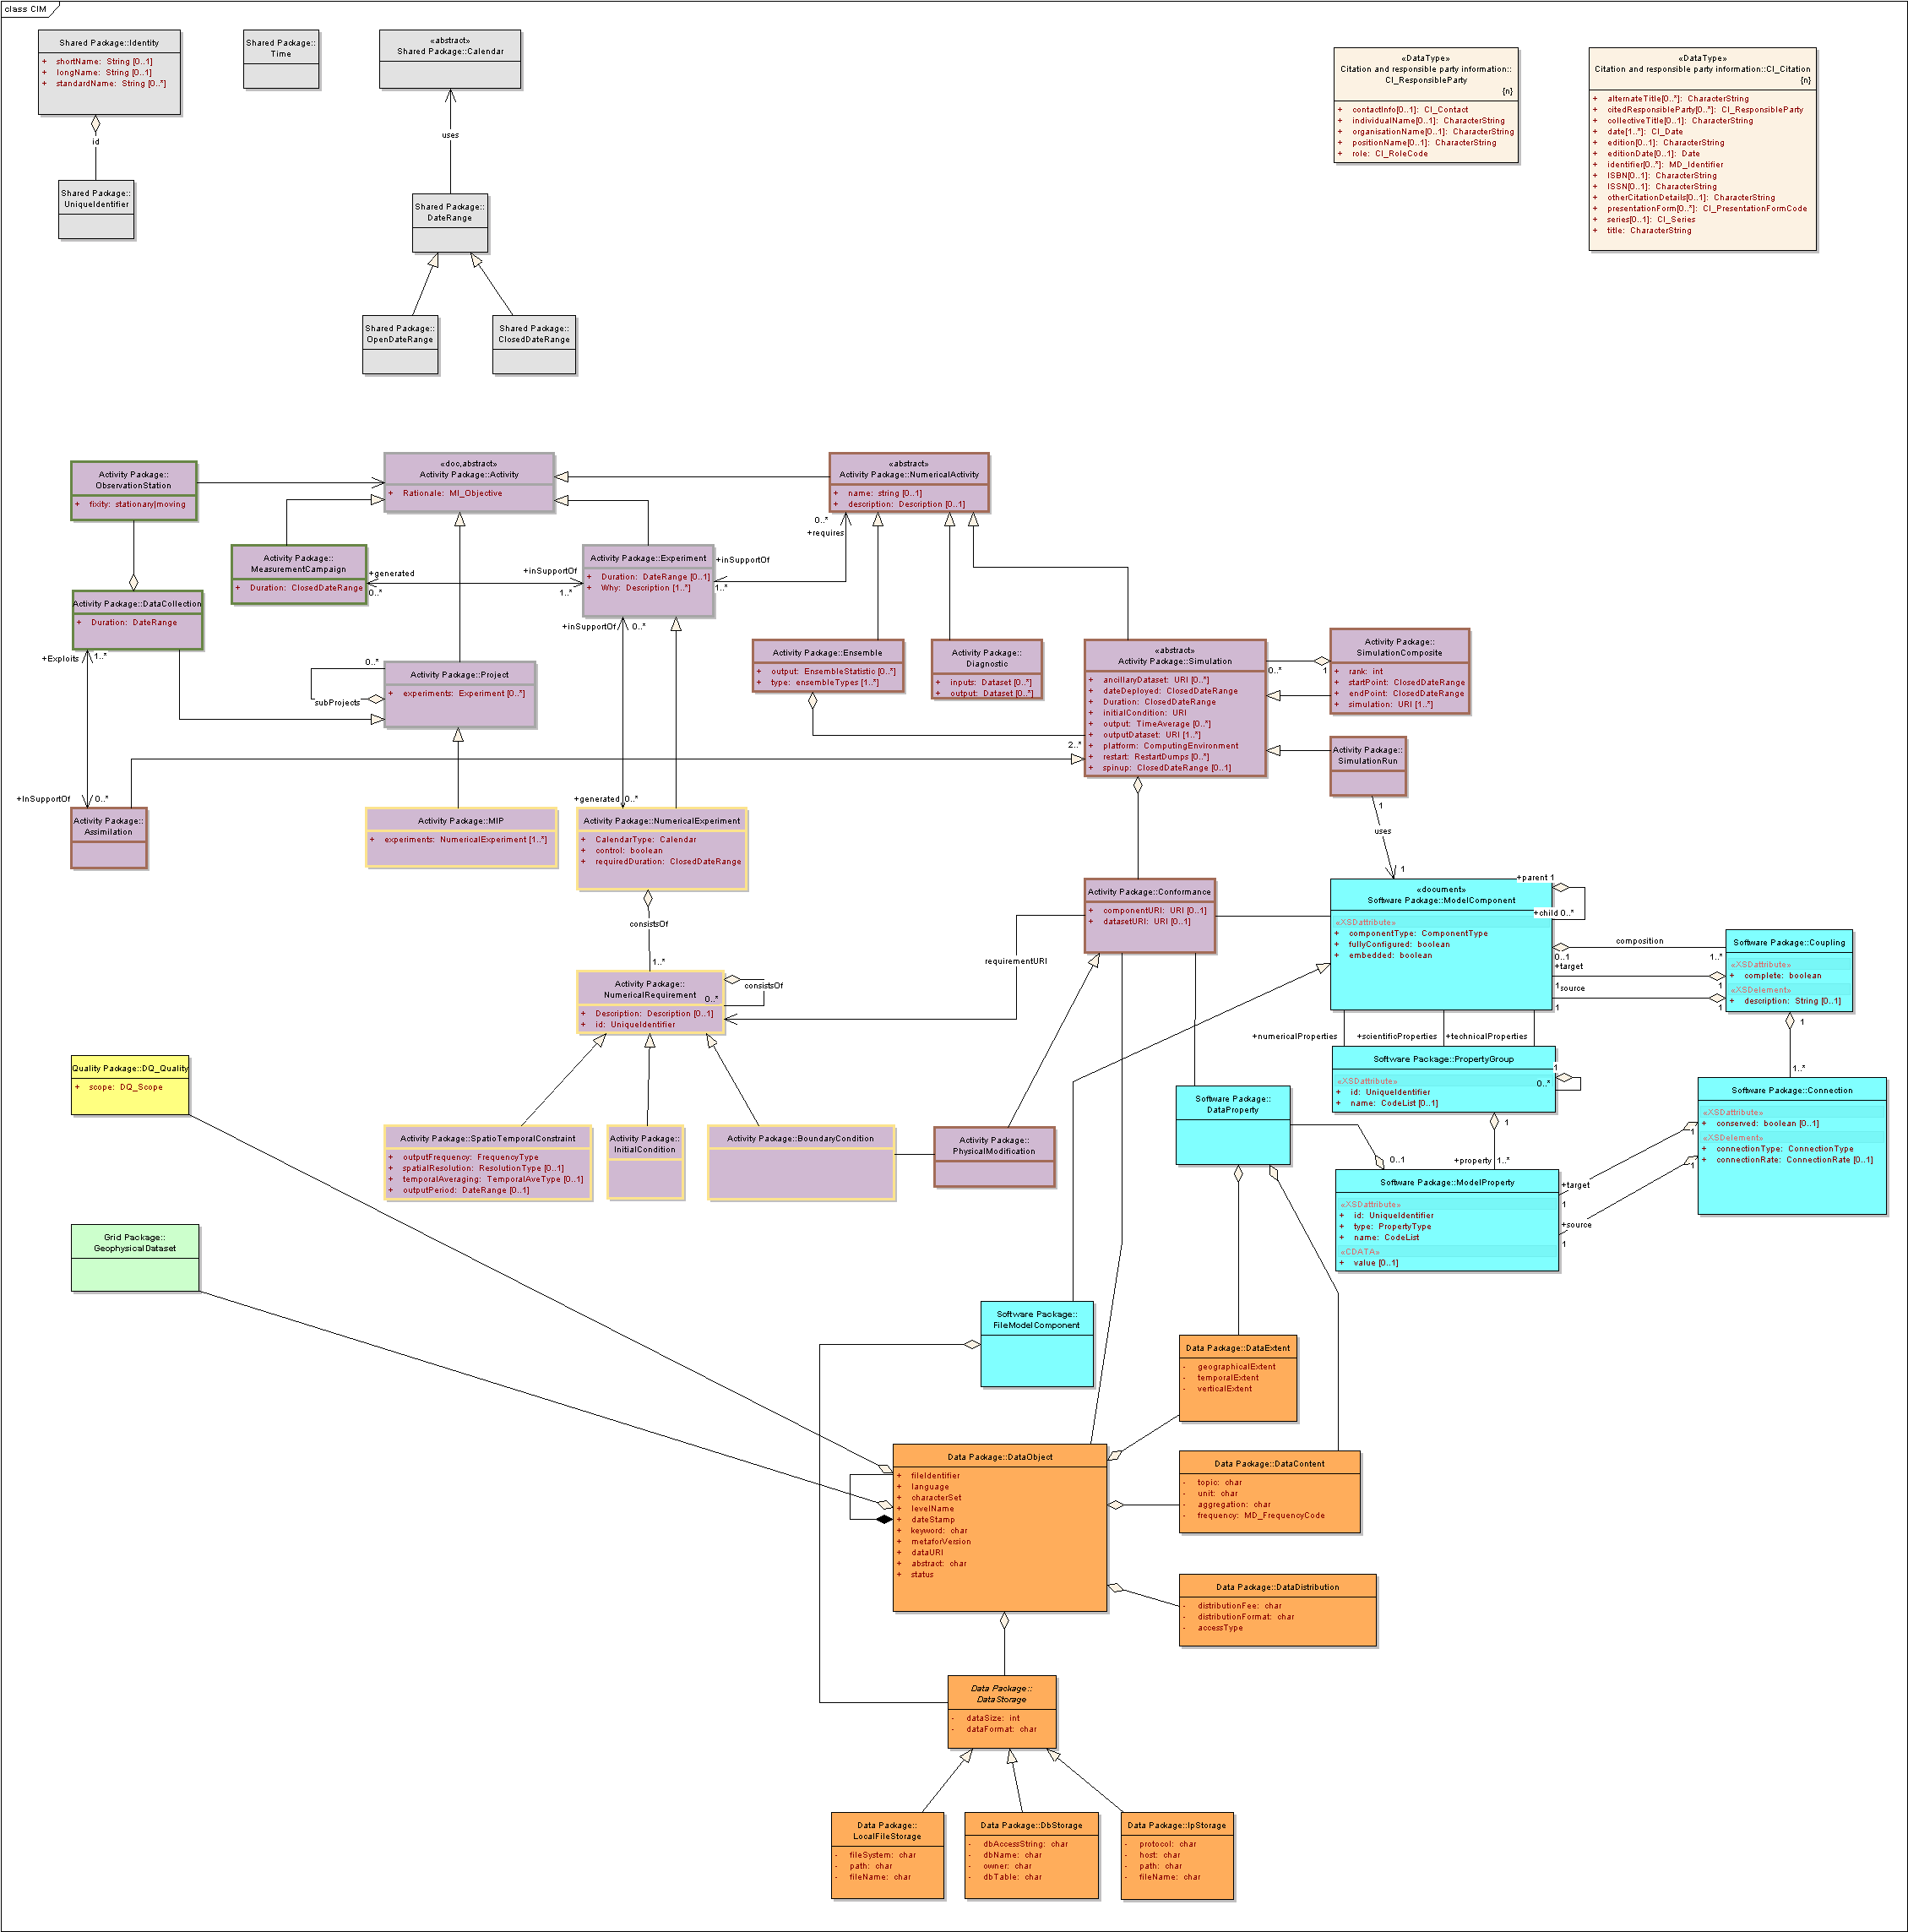 class CIM
Shared Package::Identity
+ shortName: String [0..1]
+ longName: String [0..1]
+ standardName: String [0..*]
id
Shared Package::
UniqueIdentifier
Shared Package::
Time
«abstract»
Shared Package::Calendar
uses
Shared Package::
DateRange
Shared Package::
OpenDateRange
Shared Package::
ClosedDateRange
«DataType»
Citation and responsible party information::
CI_ResponsibleParty
{n}
+ contactInfo[0..1]: CI_Contact
+ individualName[0..1]: CharacterString
+ organisationName[0..1]: CharacterString
+ positionName[0..1]: CharacterString
+ role: CI_RoleCode
«DataType»
Citation and responsible party information::CI_Citation
{n}
+ alternateTitle[0..*]: CharacterString
+ citedResponsibleParty[0..*]: CI_ResponsibleParty
+ collectiveTitle[0..1]: CharacterString
+ date[1..*]: CI_Date
+ edition[0..1]: CharacterString
+ editionDate[0..1]: Date
+ identifier[0..*]: MD_Identifier
+ ISBN[0..1]: CharacterString
+ ISSN[0..1]: CharacterString
+ otherCitationDetails[0..1]: CharacterString
+ presentationForm[0..*]: CI_PresentationFormCode
+ series[0..1]: CI_Series
+ title: CharacterString
Activity Package::
ObservationStation
+ fixity: stationary|moving
«doc,abstract»
Activity Package::Activity
+ Rationale: MI_Objective
«abstract»
Activity Package::NumericalActivity
+ name: string [0..1]
+ description: Description [0..1]
0..*
+requires
Activity Package::
MeasurementCampaign
+ Duration: ClosedDateRange
+generated
0..*
+inSupportOf
1..*
Activity Package::Experiment
+ Duration: DateRange [0..1]
+ Why: Description [1..*]
+inSupportOf
1..*
Activity Package::DataCollection
+ Duration: DateRange
+Exploits
1..*
+inSupportOf
0..*
Activity Package::Project
+ experiments: Experiment [0..*]
0..*
subProjects
Activity Package::Ensemble
+ output: EnsembleStatistic [0..*]
+ type: ensembleTypes [1..*]
Activity Package::
Diagnostic
+ inputs: Dataset [0..*]
+ output: Dataset [0..*]
«abstract»
Activity Package::Simulation
+ ancillaryDataset: URI [0..*]
+ dateDeployed: ClosedDateRange
+ Duration: ClosedDateRange
+ initialCondition: URI
+ output: TimeAverage [0..*]
+ outputDataset: URI [1..*]
+ platform: ComputingEnvironment
+ restart: RestartDumps [0..*]
+ spinup: ClosedDateRange [0..1]
0..*
1
2..*
Activity Package::
SimulationComposite
+ rank: int
+ startPoint: ClosedDateRange
+ endPoint: ClosedDateRange
+ simulation: URI [1..*]
Activity Package::
SimulationRun
1
uses
1
+InSupportOf
0..*
Activity Package::
Assimilation
Activity Package::MIP
+ experiments: NumericalExperiment [1..*]
+generated
0..*
Activity Package::NumericalExperiment
+ CalendarType: Calendar
+ control: boolean
+ requiredDuration: ClosedDateRange
consistsOf
1..*
Activity Package::
NumericalRequirement
+ Description: Description [0..1]
+ id: UniqueIdentifier
0..*
consistsOf
Activity Package::Conformance
+ componentURI: URI [0..1]
+ datasetURI: URI [0..1]
requirementURI
«document»
Software Package::ModelComponent
«XSDattribute»
+ componentType: ComponentType
+ fullyConfigured: boolean
+ embedded: boolean
+parent 1
+child 0..*
composition
0..1
1..*
+target
1
1
+source
1
1
Software Package::Coupling
«XSDattribute»
+ complete: boolean
«XSDelement»
+ description: String [0..1]
1
1..*
+numericalProperties
+scientificProperties
+technicalProperties
Software Package::PropertyGroup
«XSDattribute»
+ id: UniqueIdentifier
+ name: CodeList [0..1]
1
0..*
1
+property
1..*
Software Package::Connection
«XSDattribute»
+ conserved: boolean [0..1]
«XSDelement»
+ connectionType: ConnectionType
+ connectionRate: ConnectionRate [0..1]
1
1
Quality Package::DQ_Quality
+ scope: DQ_Scope
Software Package::
DataProperty
0..1
Software Package::ModelProperty
«XSDattribute»
+ id: UniqueIdentifier
+ type: PropertyType
+ name: CodeList
«CDATA»
+ value [0..1]
+target
1
+source
1
Activity Package::SpatioTemporalConstraint
+ outputFrequency: FrequencyType
+ spatialResolution: ResolutionType [0..1]
+ temporalAveraging: TemporalAveType [0..1]
+ outputPeriod: DateRange [0..1]
Activity Package::
InitialCondition
Activity Package::BoundaryCondition
Activity Package::
PhysicalModification
Grid Package::
GeophysicalDataset
Software Package::
FileModelComponent
Data Package::DataExtent
- geographicalExtent
- temporalExtent
- verticalExtent
Data Package::DataObject
+ fileIdentifier
+ language
+ characterSet
+ levelName
+ dateStamp
+ keyword: char
+ metaforVersion
+ dataURI
+ abstract: char
+ status
Data Package::DataContent
- topic: char
- unit: char
- aggregation: char
- frequency: MD_FrequencyCode
Data Package::DataDistribution
- distributionFee: char
- distributionFormat: char
- accessType
Data Package::
DataStorage
- dataSize: int
- dataFormat: char
Data Package::
LocalFileStorage
- fileSystem: char
- path: char
- fileName: char
Data Package::DbStorage
- dbAccessString: char
- dbName: char
- owner: char
- dbTable: char
Data Package::IpStorage
- protocol: char
- host: char
- path: char
- fileName: char